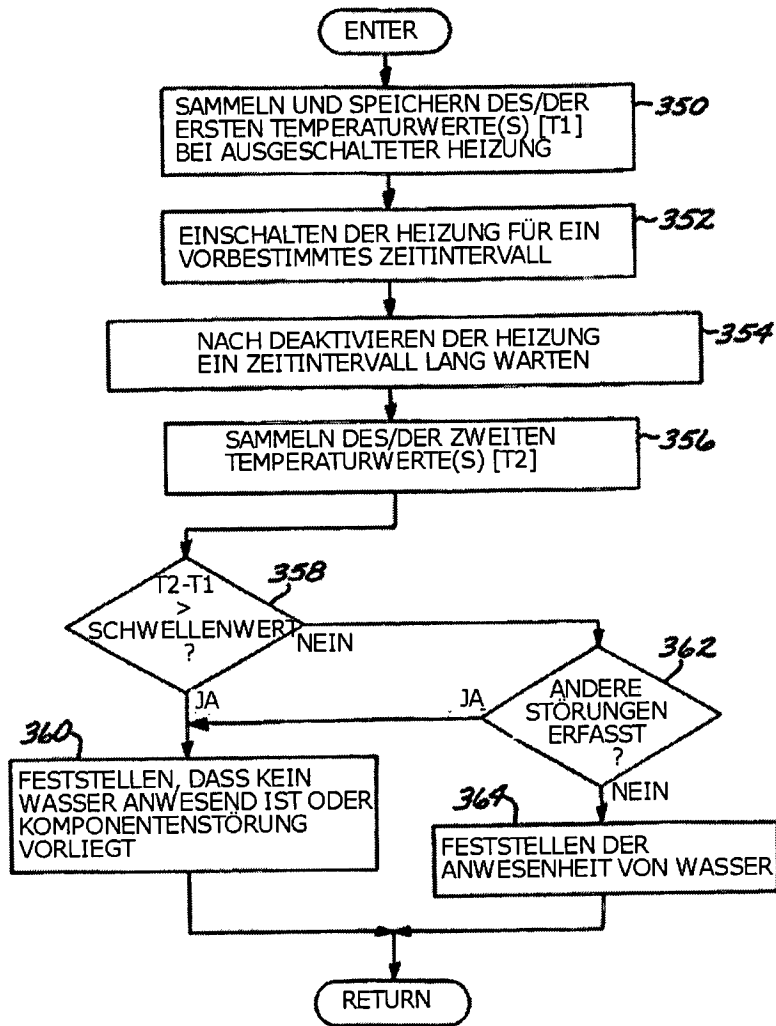 ENTER
SAMMELN UND SPEICHERN DES/DER
ERSTEN TEMPERATURWERTE(S) [T1]
BEI AUSGESCHALTETER HEIZUNG
350
EINSCHALTEN DER HEIZUNG FÜR EIN
VORBESTIMMTES ZEITINTERVALL
352
NACH DEAKTIVIEREN DER HEIZUNG
EIN ZEITINTERVALL LANG WARTEN
354
SAMMELN DES/DER ZWEITEN
TEMPERATURWERTE(S) [T2]
356
T2-T1
>
SCHWELLENWERT
?
358
NEIN
JA
362
ANDERE
STÖRUNGEN
ERFASST
?
JA
NEIN
360
FESTSTELLEN, DASS KEIN
WASSER ANWESEND IST ODER
KOMPONENTENSTÖRUNG
VORLIEGT
364
FESTSTELLEN DER
ANWESENHEIT VON WASSER
RETURN